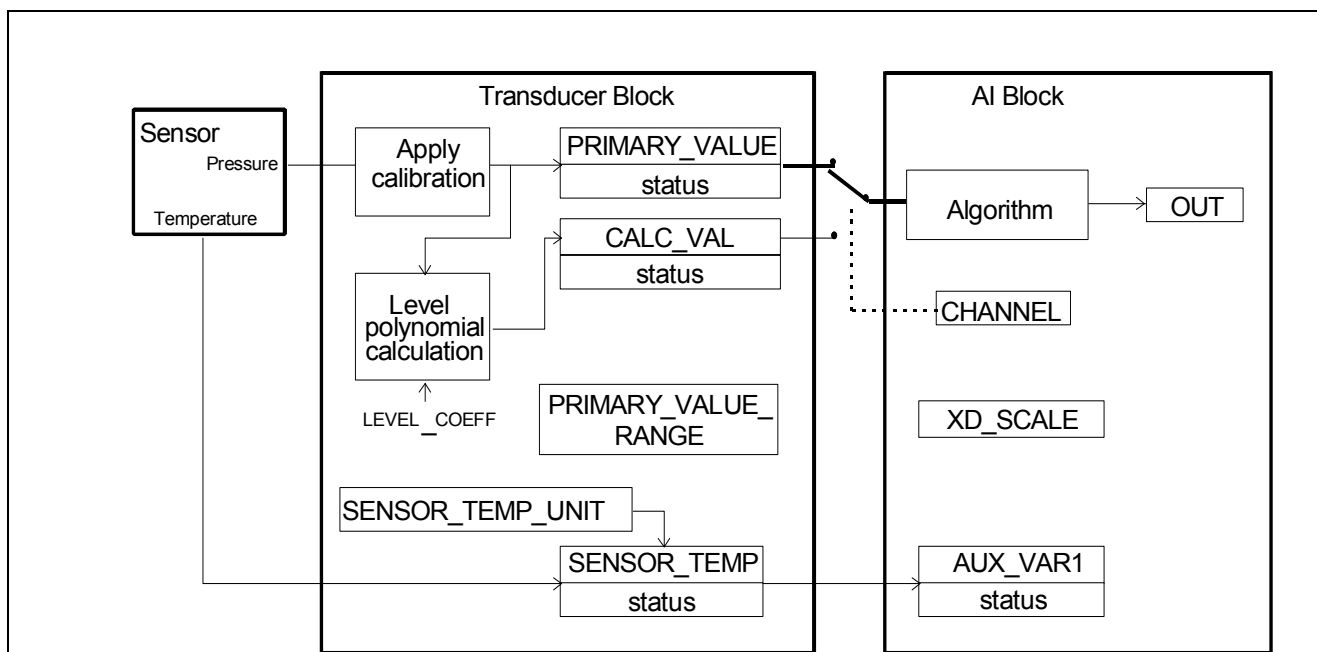 Sensor
Pressure
Temperature
Transducer Block
Apply
calibration
PRIMARY_VALUE
status
CALC_VAL
status
Level
polynomial
calculation
LEVEL_COEFF
PRIMARY_VALUE_
RANGE
SENSOR_TEMP_UNIT
SENSOR_TEMP
status
AI Block
Algorithm
OUT
CHANNEL
XD_SCALE
AUX_VAR1
status